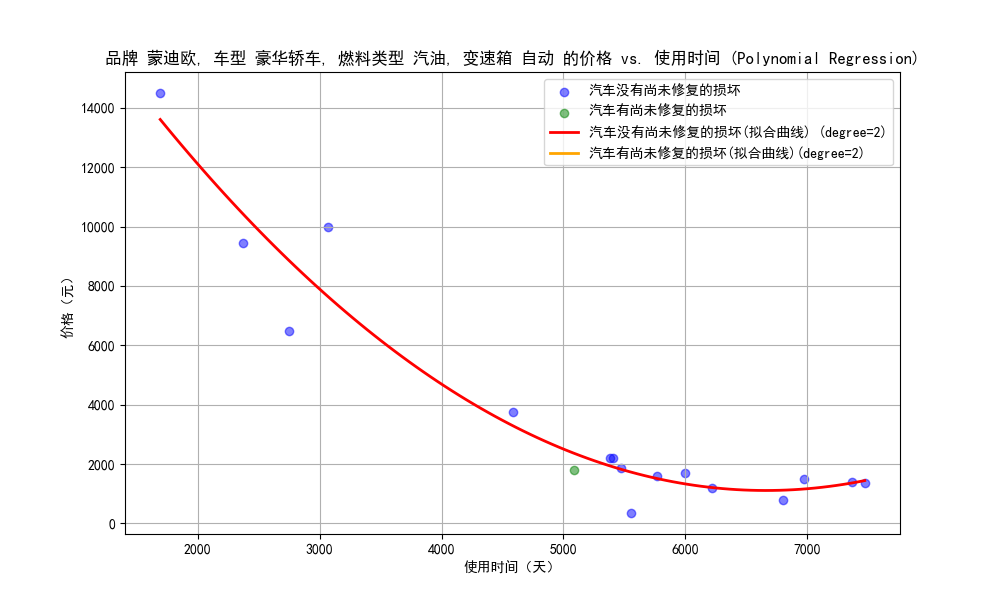 品牌 蒙迪欧, 车型 豪华轿车, 燃料类型 汽油, 变速箱 自动 的价格 vs. 使用时间 (Polynomial Regression)
汽车没有尚未修复的损坏
汽车有尚未修复的损坏
汽车没有尚未修复的损坏(拟合曲线) (degree=2)
汽车有尚未修复的损坏(拟合曲线)(degree=2)
价格（元）
14000
12000
10000
8000
6000
4000
2000
0
2000
3000
4000
5000
6000
7000
使用时间（天）